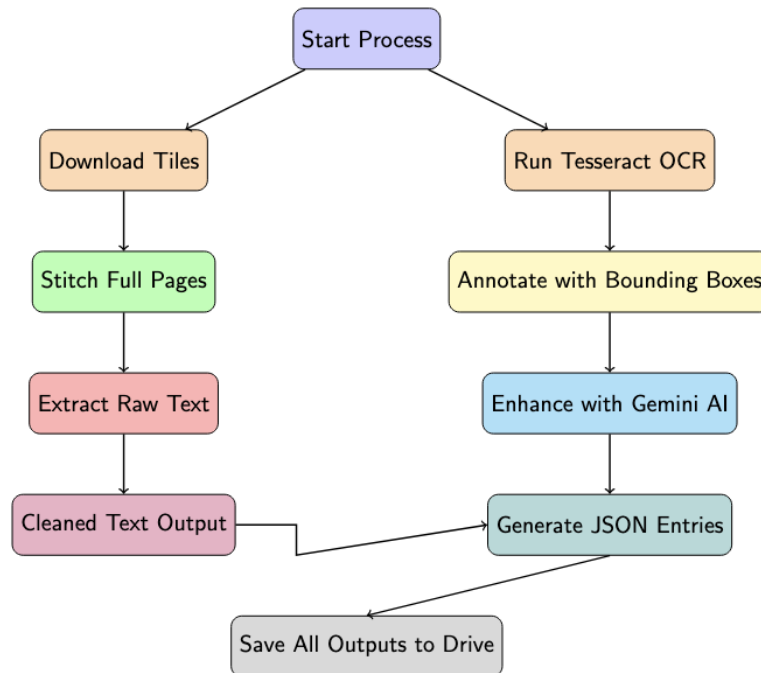 Start Process
Download Tiles
Run Tesseract OCR
Stitch Full Pages
Annotate with Bounding Boxes
Extract Raw Text
Enhance with Gemini AI
Cleaned Text Output
Generate JSON Entries
Save All Outputs to Drive